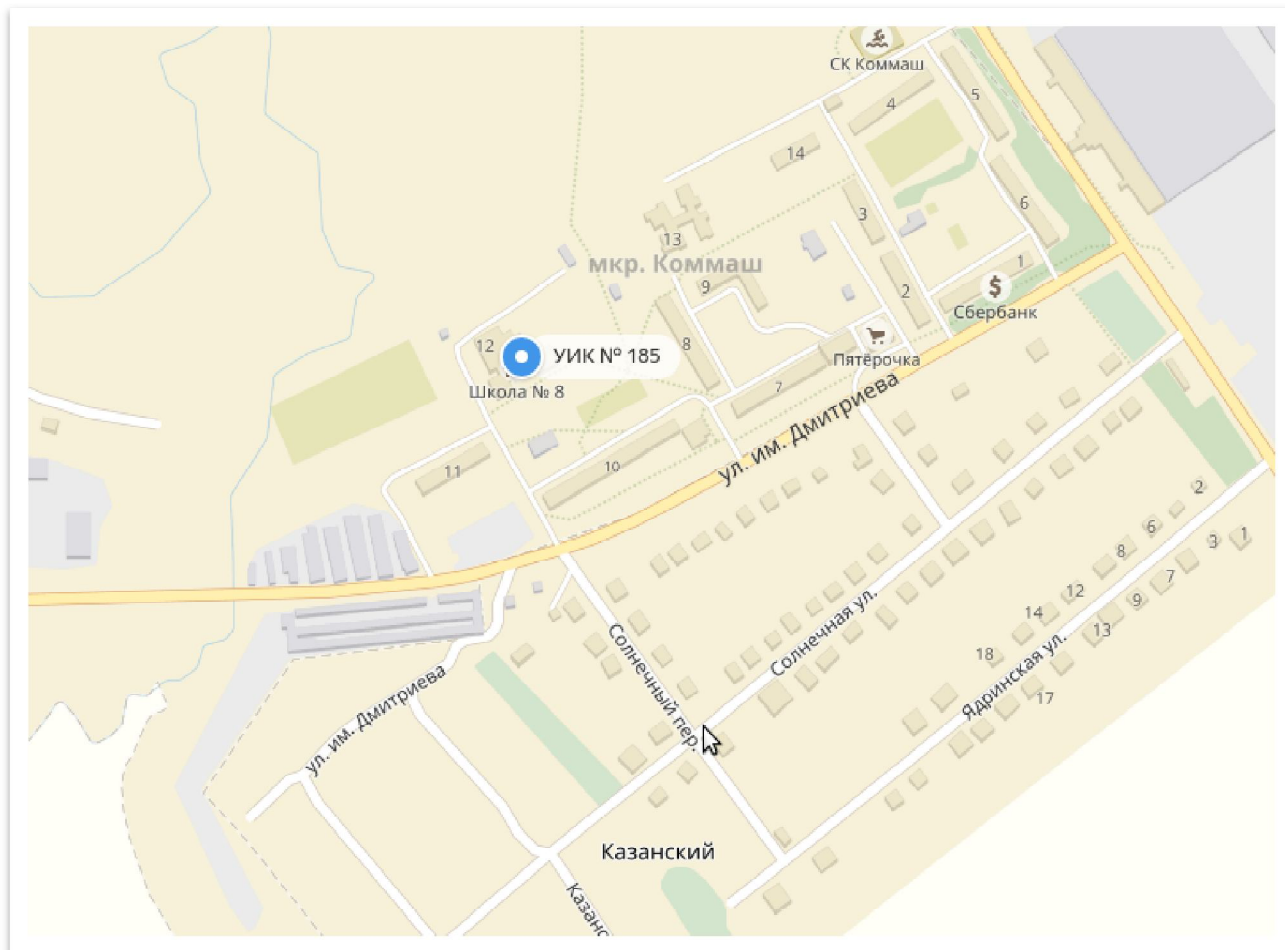 СК Коммаш
5
4
14
6
3
13
мкр. Коммаш
1
9
2
Сбербанк
8
12
УИК № 185
Пятёрочка
Школа № 8
7
ул. им. Дмитриева
10
11
2
6
3
1
8
7
12
9
14
13
Солнечная ул.
18
Солнечный пер.
Ядринская ул.
17
ул. им. Дмитриева
Казанский
Казанс